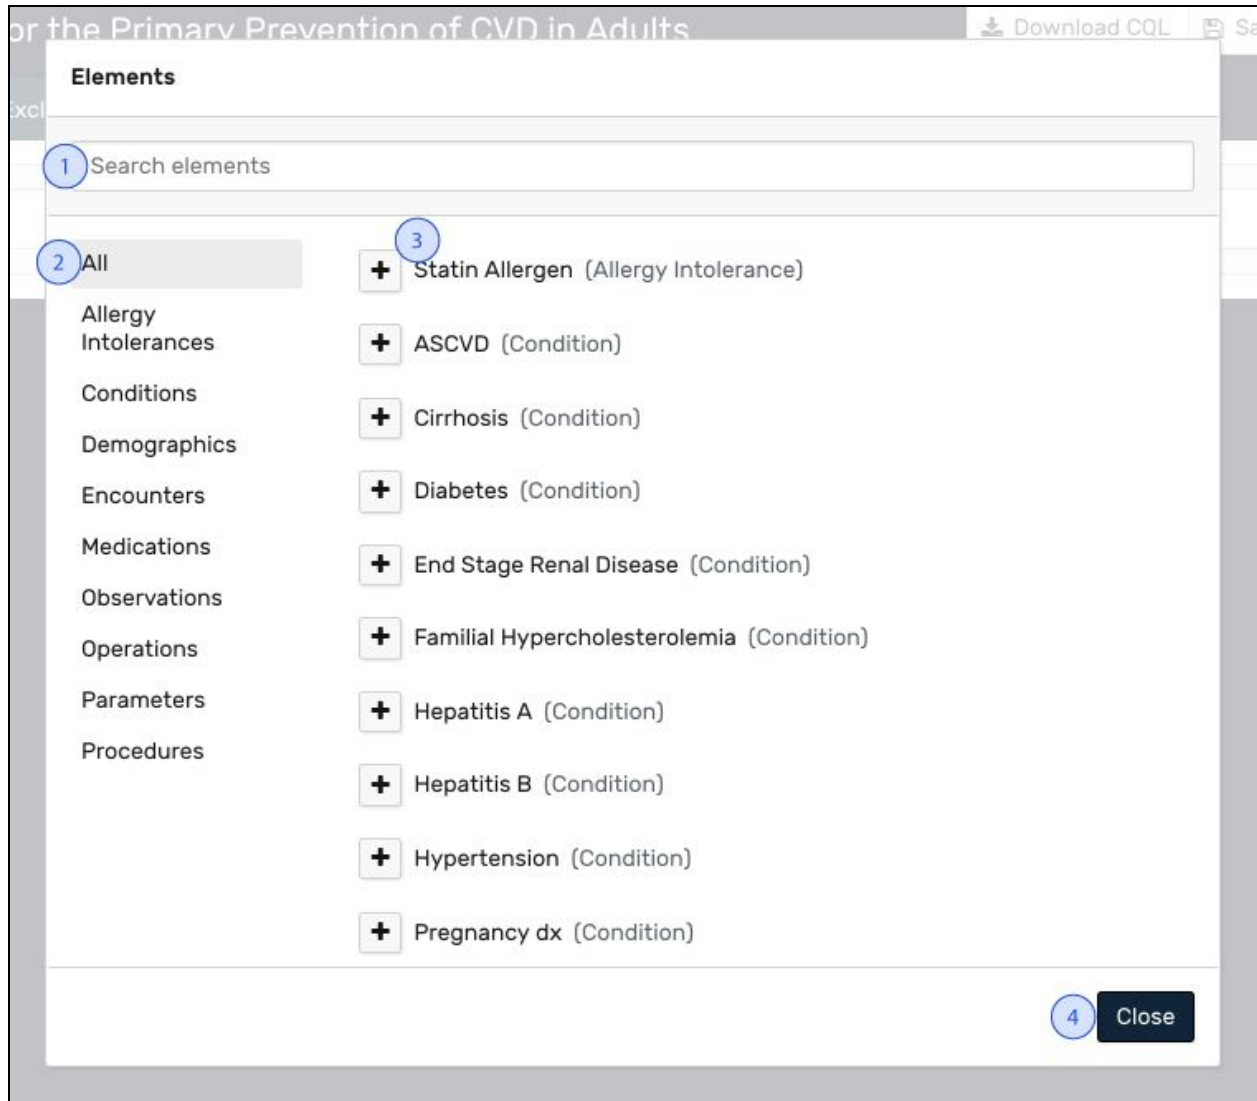 or the Primary Prevention of CVD in Adults
Download CQL
Sa
Elements
Excl
1 Search elements
2 All
Allergy
Intolerances
Conditions
Demographics
Encounters
Medications
Observations
Operations
Parameters
Procedures
3
+ Statin Allergen (Allergy Intolerance)
+ ASCVD (Condition)
+ Cirrhosis (Condition)
+ Diabetes (Condition)
+ End Stage Renal Disease (Condition)
+ Familial Hypercholesterolemia (Condition)
+ Hepatitis A (Condition)
+ Hepatitis B (Condition)
+ Hypertension (Condition)
+ Pregnancy dx (Condition)
4 Close